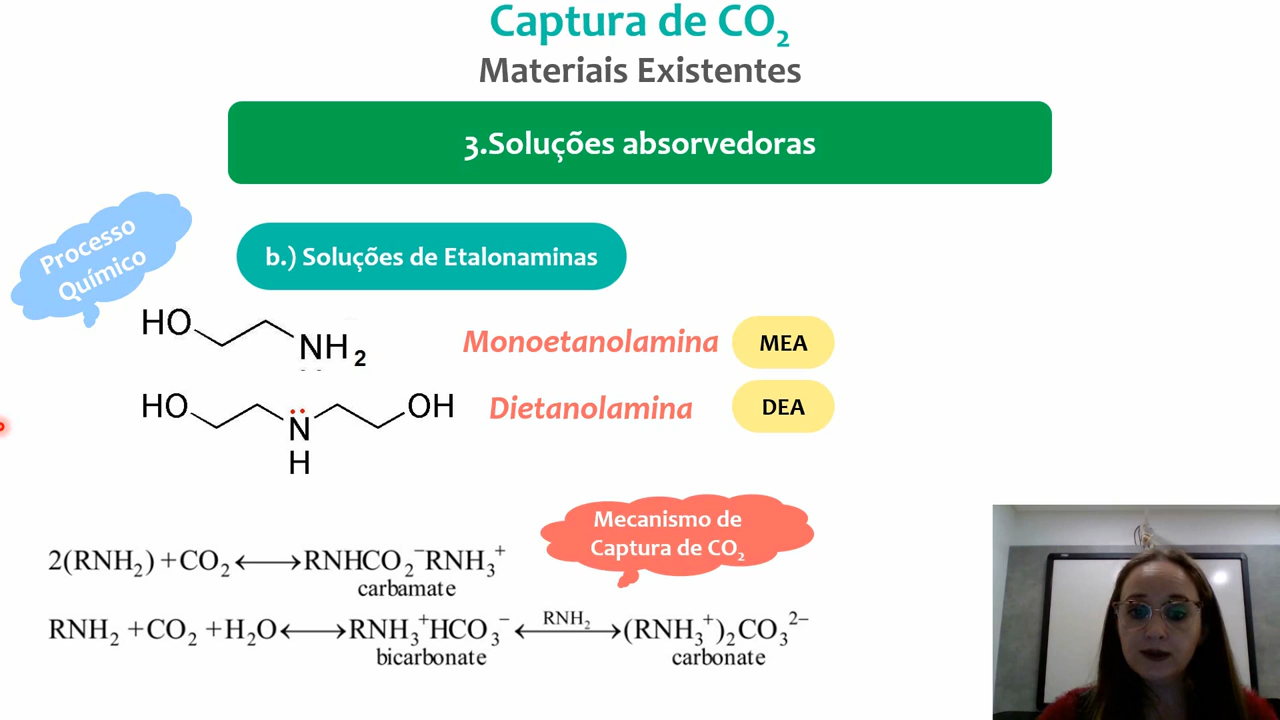 Captura de CO₂
Materiais Existentes
3.Soluções absorvedoras
Processo
Químico
b.) Soluções de Etalonaminas
HO
NH₂
Monoetanolamina
MEA
HO
OH
N
H
Dietanolamina
DEA
Mecanismo de
Captura de CO₂
2(RNH₂)+CO₂⟷RNHCO₂⁻RNH₃⁺
carbamate
RNH₂+CO₂+H₂O⟷RNH₃⁺HCO₃⁻ ⟷ RNH₂ (RNH₃⁺)₂CO₃²⁻
bicarbonate carbonate